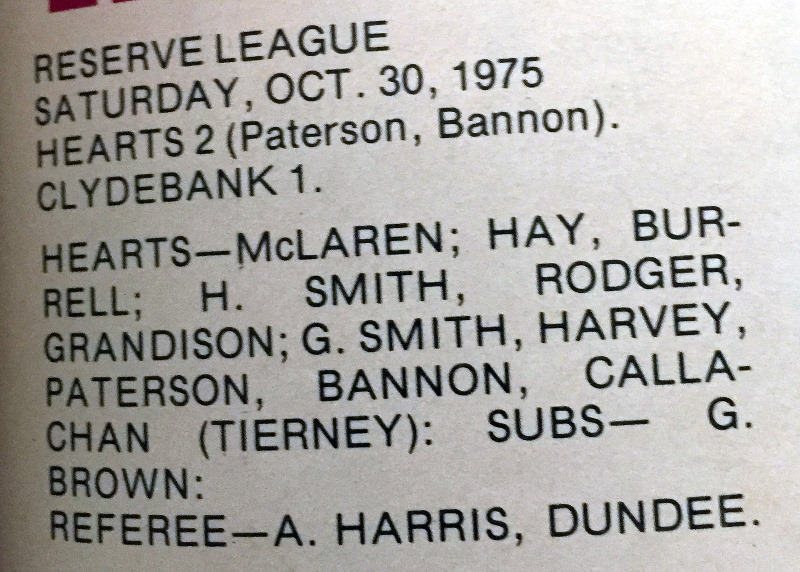 RESERVE LEAGUE
SATURDAY, OCT. 30, 1975
HEARTS 2 (Paterson, Bannon).
CLYDEBANK 1.
HEARTS—McLAREN; HAY, BUR-
RELL; H. SMITH, RODGER,
GRANDISON; G. SMITH, HARVEY,
PATERSON, BANNON, CALLA-
CHAN (TIERNEY): SUBS— G.
BROWN:
REFEREE—A. HARRIS, DUNDEE.